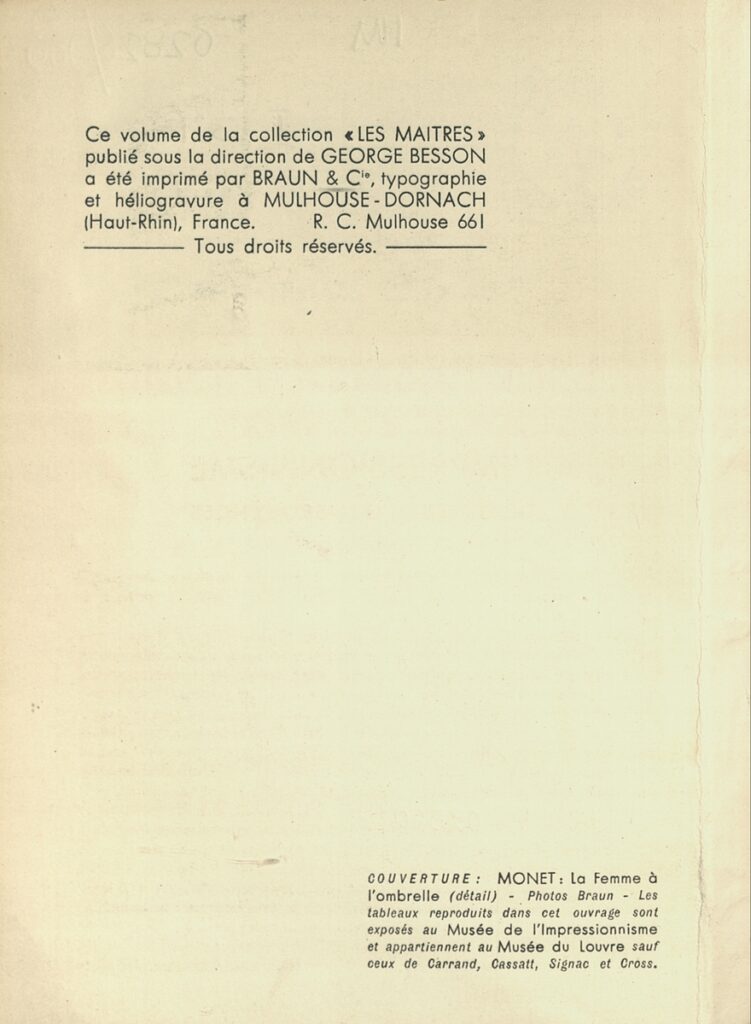 Ce volume de la collection «LES MAITRES»
publié sous la direction de GEORGE BESSON
a été imprimé par BRAUN & Cie, typographie
et héliogravure à MULHOUSE-DORNACH
(Haut-Rhin), France. R. C. Mulhouse 661
Tous droits réservés.
COUVERTURE: MONET: La Femme à
l'ombrelle (détail) - Photos Braun - Les
tableaux reproduits dans cet ouvrage sont
exposés au Musée de l'Impressionnisme
et appartiennent au Musée du Louvre sauf
ceux de Carrand, Cassatt, Signac et Cross.